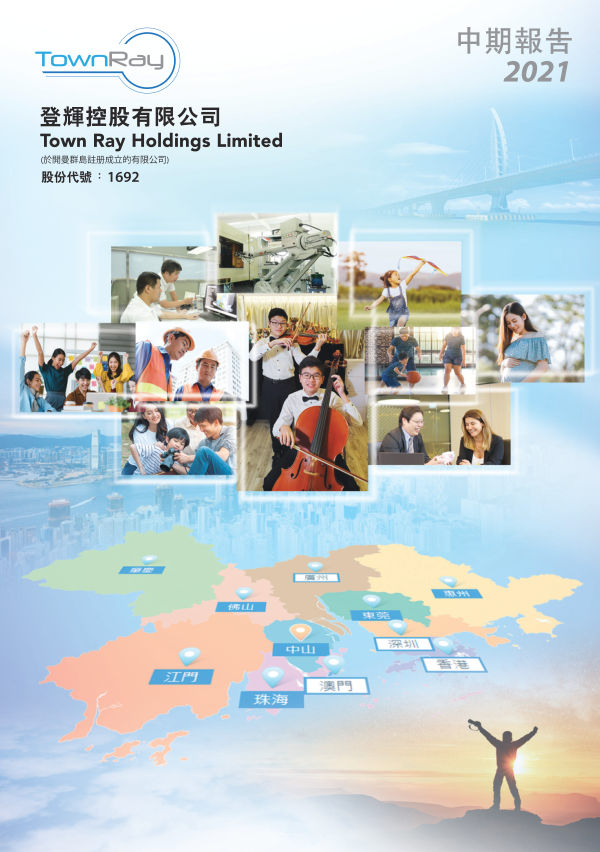 TownRay
中期報告
2021
登輝控股有限公司
Town Ray Holdings Limited
(於開曼群島註册成立的有限公司)
股份代號：1692
肇慶
廣州
惠州
佛山
東莞
深圳
中山
香港
江門
澳門
珠海